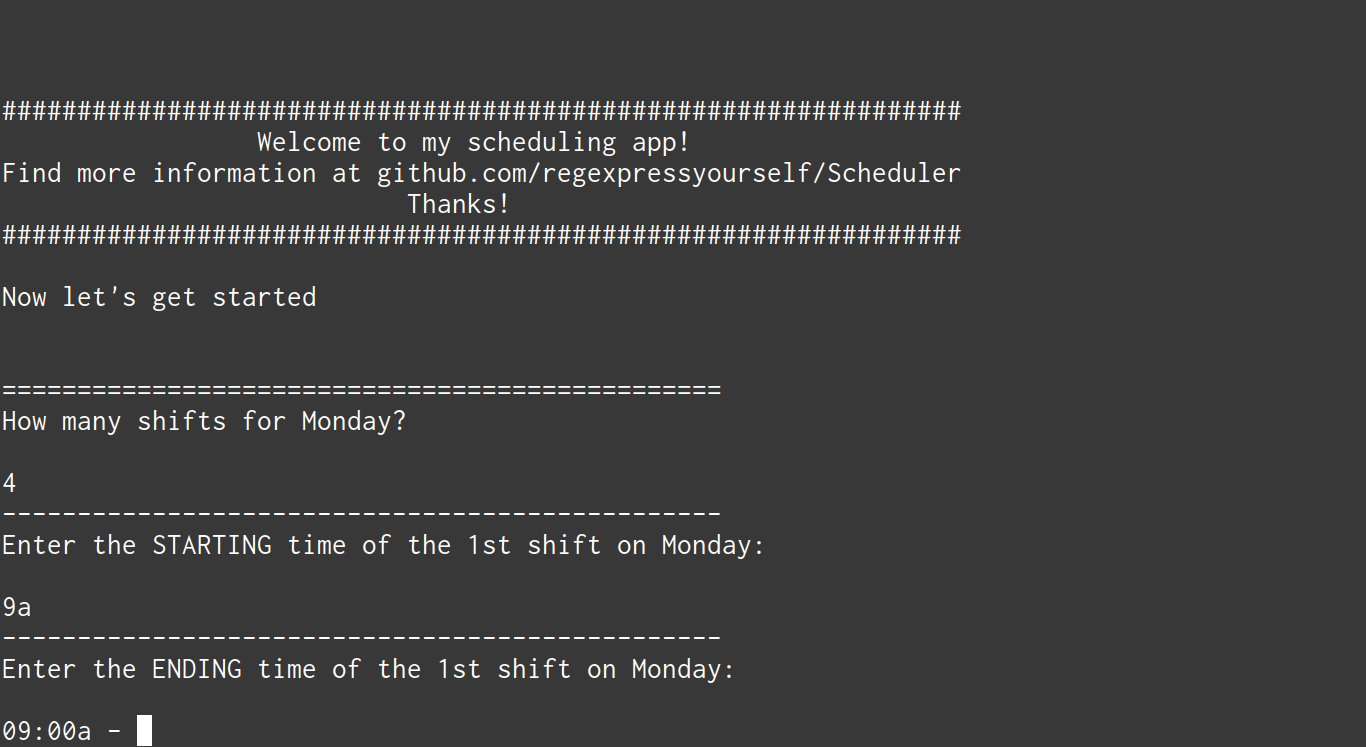 ################################################################
Welcome to my scheduling app!
Find more information at github.com/regexpressyourself/Scheduler
Thanks!
################################################################
Now let's get started
================================================
How many shifts for Monday?
4
------------------------------------------------
Enter the STARTING time of the 1st shift on Monday:
9a
------------------------------------------------
Enter the ENDING time of the 1st shift on Monday:
09:00a -